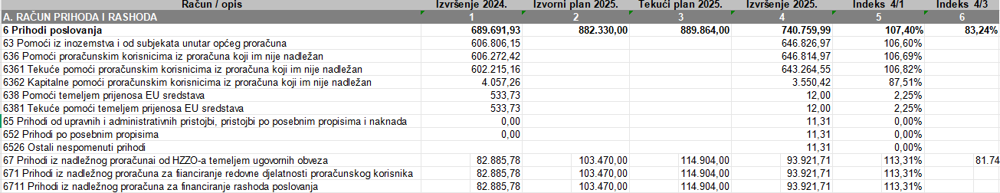 Račun / opis Izvršenje 2024. Izvorni plan 2025. Tekući plan 2025. Izvršenje 2025. Indeks 4/1 Indeks 4/3
A. RAČUN PRIHODA I RASHODA 1 2 3 4 5 6
6 Prihodi poslovanja 689.691,93 882.330,00 889.864,00 740.759,99 107,40% 83,24%
63 Pomoći iz inozemstva i od subjekata unutar općeg proračuna 606.806,15 646.826,97 106,60%
636 Pomoći proračunskim korisnicima iz proračuna koji im nije nadležan 606.272,42 646.814,97 106,69%
6361 Tekuće pomoći proračunskim korisnicima iz proračuna koji im nije nadležan 602.215,16 643.264,55 106,82%
6362 Kapitalne pomoći proračunskim korisnicima iz proračuna koji im nije nadležan 4.057,26 3.550,42 87,51%
638 Pomoći temeljem prijenosa EU sredstava 533,73 12,00 2,25%
6381 Tekuće pomoći temeljem prijenosa EU sredstava 533,73 12,00 2,25%
65 Prihodi od upravnih i administrativnih pristojbi, pristojbi po posebnim propisima i naknada 0,00 11,31 0,00%
652 Prihodi po posebnim propisima 0,00 11,31 0,00%
6526 Ostali nespomenuti prihodi 11,31 0,00%
67 Prihodi iz nadležnog proračunai od HZZO-a temeljem ugovornih obveza 82.885,78 103.470,00 114.904,00 93.921,71 113,31% 81.74
671 Prihodi iz nadležnog proračuna za fiianciranje redovne djelatnosti proračunskog korisnika 82.885,78 103.470,00 114.904,00 93.921,71 113,31%
6711 Prihodi iz nadležnog proračuna za financiranje rashoda poslovanja 82.885,78 103.470,00 114.904,00 93.921,71 113,31%